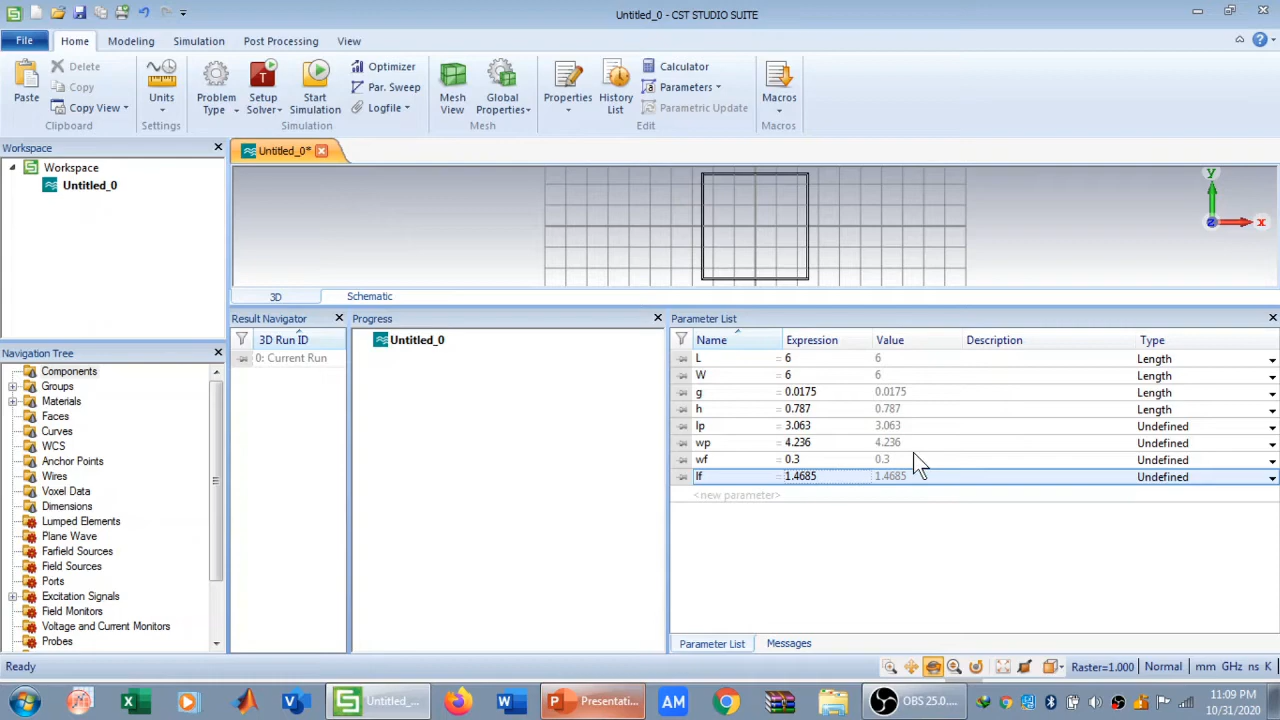 Untitled_0 - CST STUDIO SUITE
File Home Modeling Simulation Post Processing View
Paste
Delete
Copy
Copy View
Clipboard
Units
Settings
Problem Type
Setup Solver
Start Simulation
Optimizer
Par. Sweep
Logfile
Simulation
Mesh View
Global Properties
Mesh
Properties
History List
Calculator
Parameters
Parametric Update
Edit
Macros
Macros
Workspace
Workspace
Untitled_0
Untitled_0*
y
x
z
3D Schematic
Navigation Tree
Components
Groups
Materials
Faces
Curves
WCS
Anchor Points
Wires
Voxel Data
Dimensions
Lumped Elements
Plane Wave
Farfield Sources
Field Sources
Ports
Excitation Signals
Field Monitors
Voltage and Current Monitors
Probes
Result Navigator
3D Run ID
0: Current Run
Progress
Untitled_0
Parameter List
Name Expression Value Description Type
L = 6 6 Length
W = 6 6 Length
g = 0.0175 0.0175 Length
h = 0.787 0.787 Length
lp = 3.063 3.063 Undefined
wp = 4.236 4.236 Undefined
wf = 0.3 0.3 Undefined
lf = 1.4685 1.4685 Undefined
<new parameter>
Parameter List Messages
Ready
Raster=1.000 Normal mm GHz ns K
Untitled_...
Presentati...
AM
OBS 25.0....
11:09 PM
10/31/2020